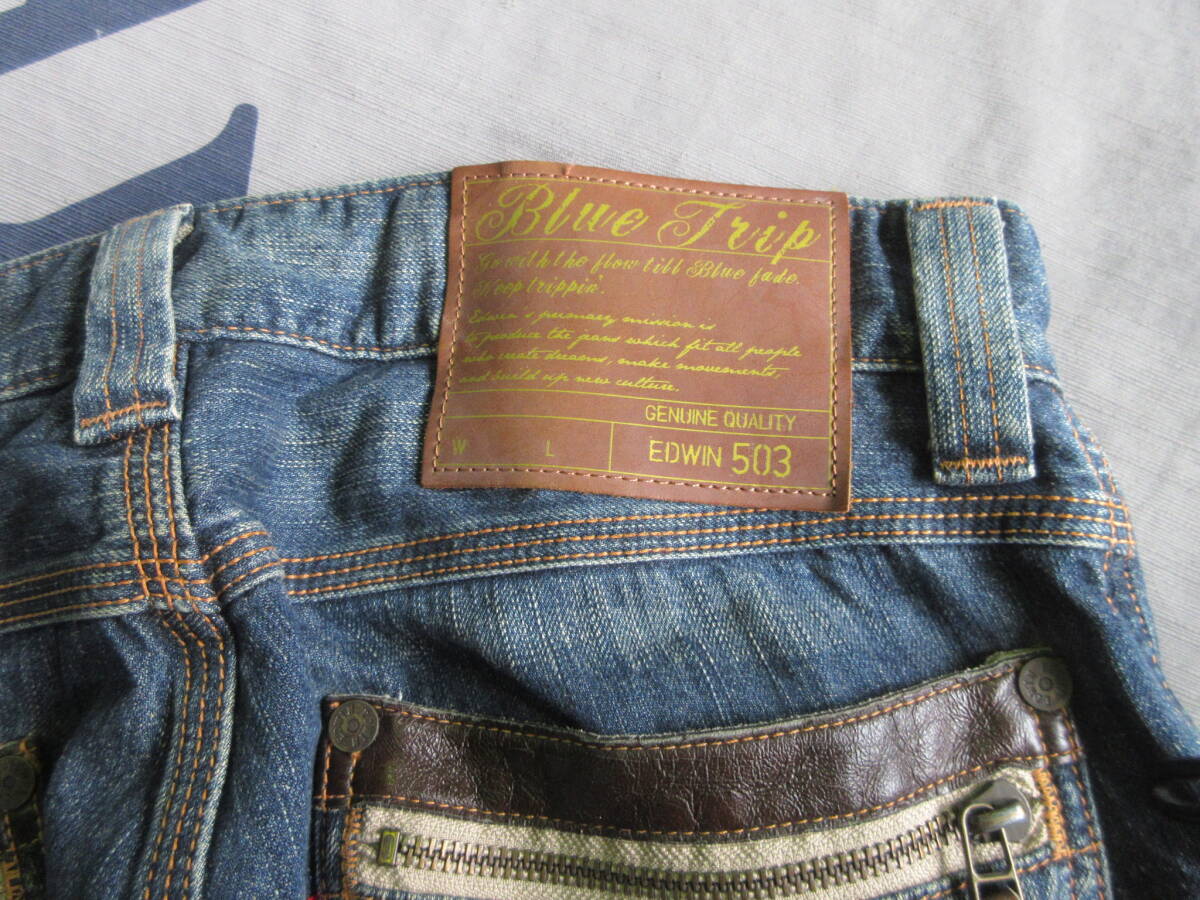 Blue Trip
Go with the flow till Blue fade.
Keep trippin.
Edwin's primary mission is
to produce the jeans which fit all people
who create dreams, make movements,
and build up new culture.
GENUINE QUALITY
W L EDWIN 503